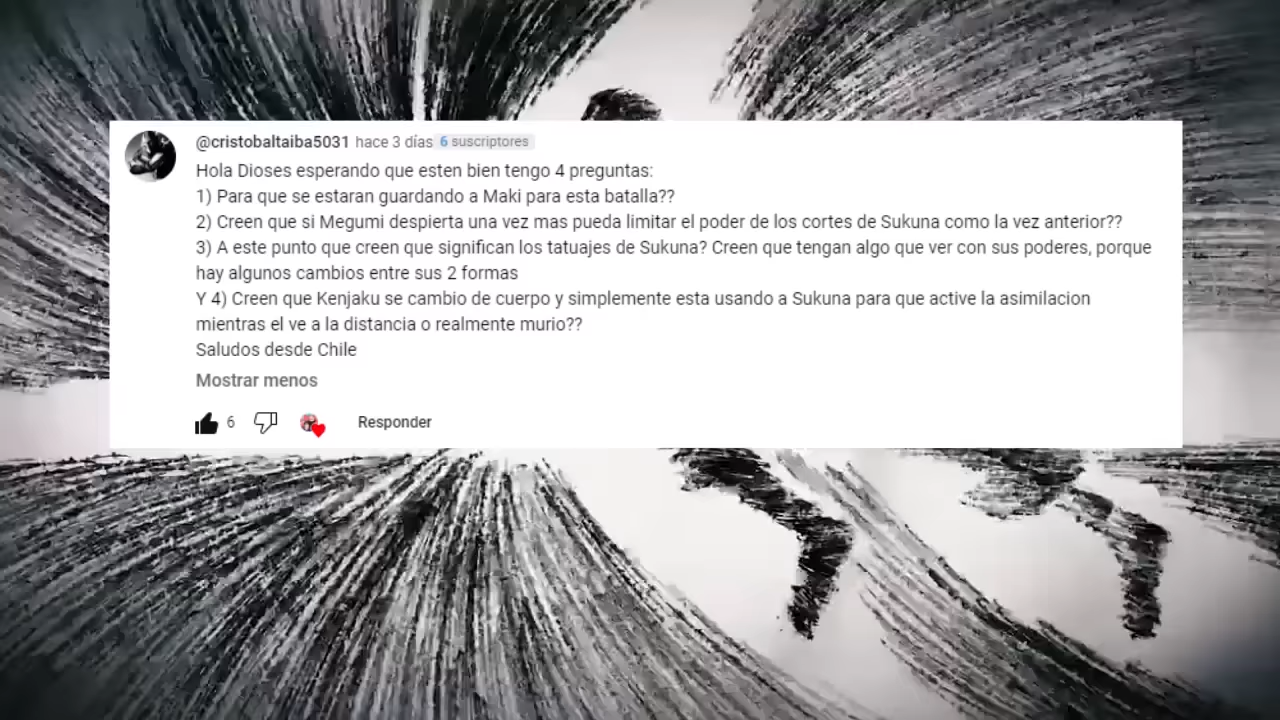 @cristobaltaiba5031 hace 3 días 6 suscriptores
Hola Dioses esperando que esten bien tengo 4 preguntas:
1) Para que se estaran guardando a Maki para esta batalla??
2) Creen que si Megumi despierta una vez mas pueda limitar el poder de los cortes de Sukuna como la vez anterior??
3) A este punto que creen que significan los tatuajes de Sukuna? Creen que tengan algo que ver con sus poderes, porque
hay algunos cambios entre sus 2 formas
Y 4) Creen que Kenjaku se cambio de cuerpo y simplemente esta usando a Sukuna para que active la asimilacion
mientras el ve a la distancia o realmente murio??
Saludos desde Chile
Mostrar menos
6 Responder